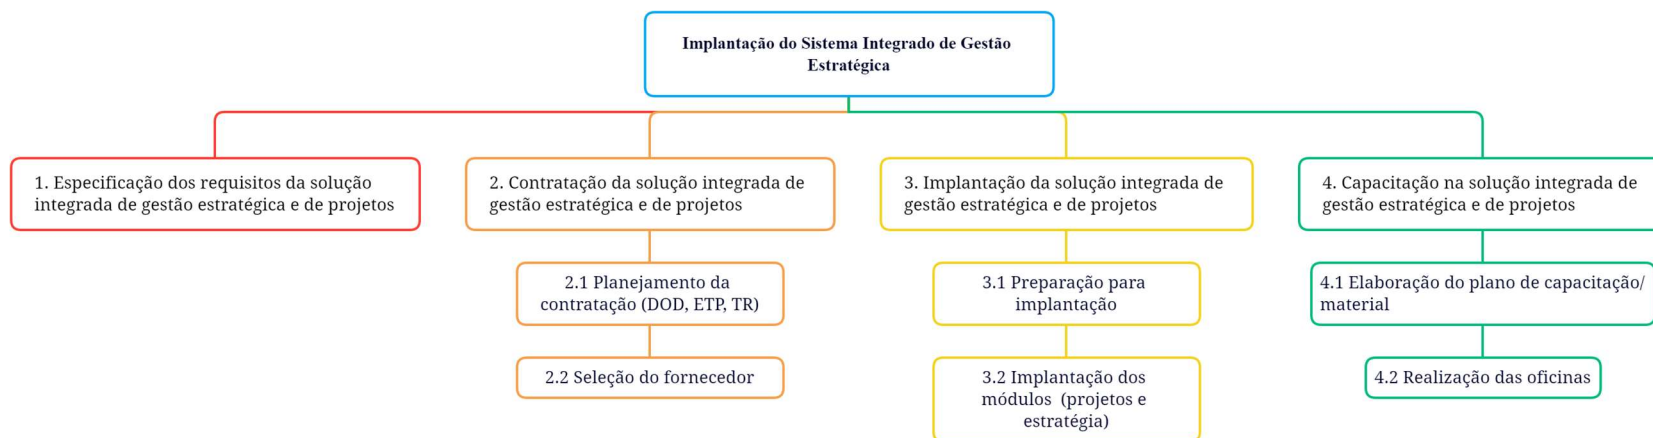 Implantação do Sistema Integrado de Gestão
Estratégica
1. Especificação dos requisitos da solução
integrada de gestão estratégica e de projetos
2. Contratação da solução integrada de
gestão estratégica e de projetos
2.1 Planejamento da
contratação (DOD, ETP, TR)
2.2 Seleção do fornecedor
3. Implantação da solução integrada de
gestão estratégica e de projetos
3.1 Preparação para
implantação
3.2 Implantação dos
módulos  (projetos e
estratégia)
4. Capacitação na solução integrada de
gestão estratégica e de projetos
4.1 Elaboração do plano de capacitação/
material
4.2 Realização das oficinas